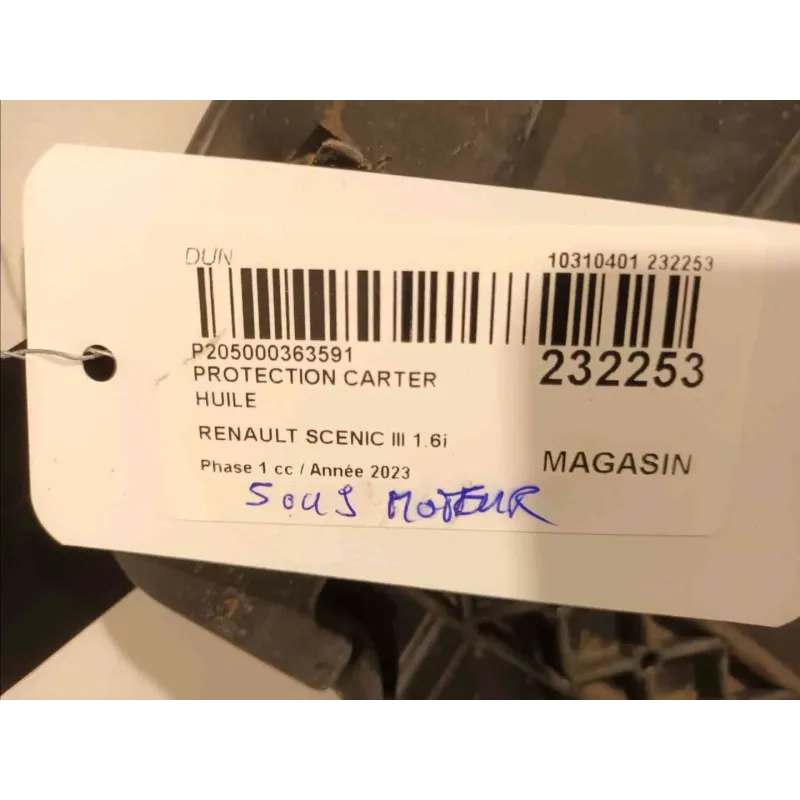 DUN 10310401 232253
P205000363591 232253
PROTECTION CARTER
HUILE
RENAULT SCENIC III 1.6i
Phase 1 cc / Année 2023 MAGASIN
SOUS MOTEUR